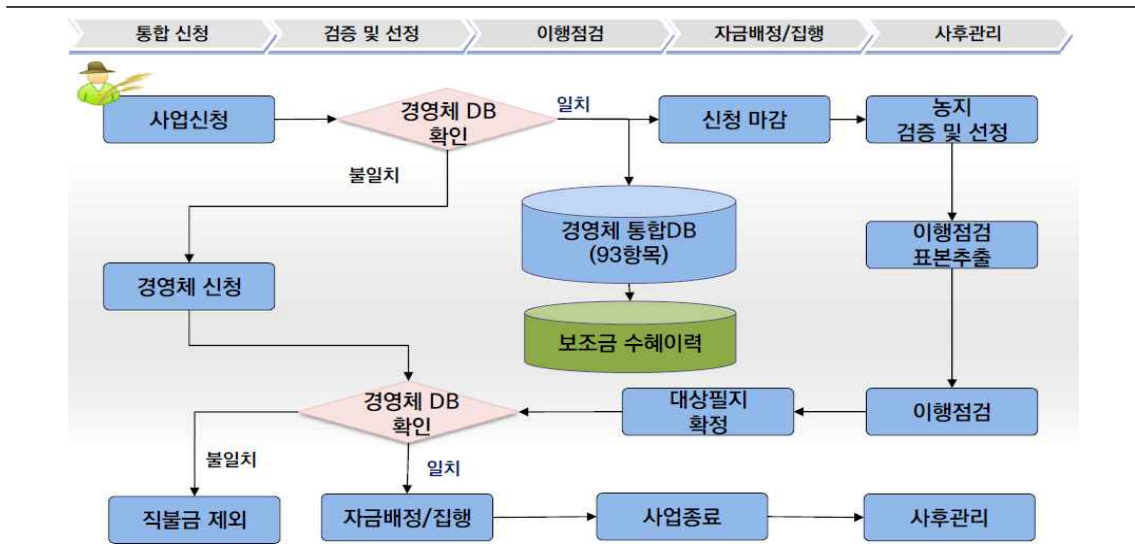 통합 신청
검증 및 선정
이행점검
자금배정/집행
사후관리
사업신청
경영체 DB
확인
일치
신청 마감
농지
검증 및 선정
불일치
경영체 통합DB
(93항목)
이행점검
표본추출
경영체 신청
보조금 수혜이력
경영체 DB
확인
대상필지
확정
이행점검
불일치
일치
직불금 제외
자금배정/집행
사업종료
사후관리